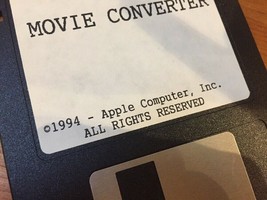 MOVIE CONVERTER
©1994 - Apple Computer, Inc.
ALL RIGHTS RESERVED